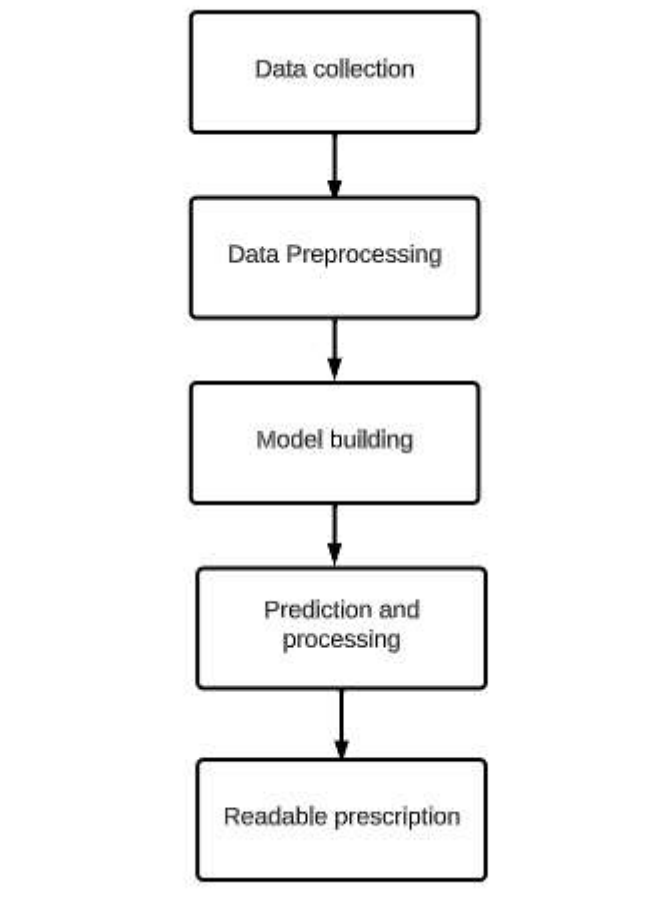 Data collection
Data Preprocessing
Model building
Prediction and
processing
Readable prescription